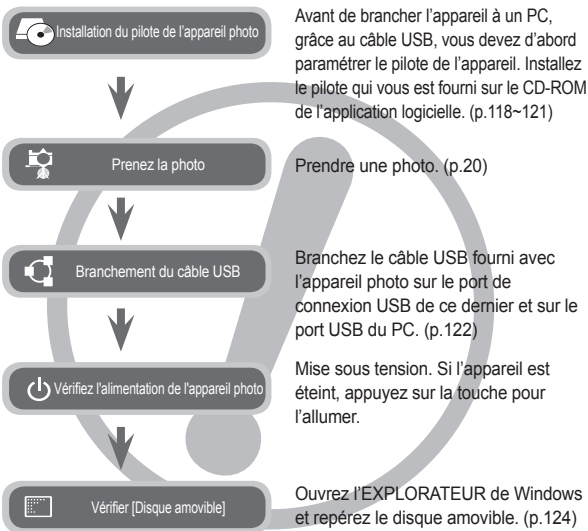 Installation du pilote de l'appareil photo
Avant de brancher l'appareil à un PC,
grâce au câble USB, vous devez d'abord
paramétrer le pilote de l'appareil. Installez
le pilote qui vous est fourni sur le CD-ROM
de l'application logicielle. (p.118~121)
Prenez la photo
Prendre une photo. (p.20)
Branchement du câble USB
Branchez le câble USB fourni avec
l'appareil photo sur le port de
connexion USB de ce dernier et sur le
port USB du PC. (p.122)
Vérifiez l'alimentation de l'appareil photo
Mise sous tension. Si l'appareil est
éteint, appuyez sur la touche pour
l'allumer.
Vérifier [Disque amovible]
Ouvrez l'EXPLORATEUR de Windows
et repérez le disque amovible. (p.124)